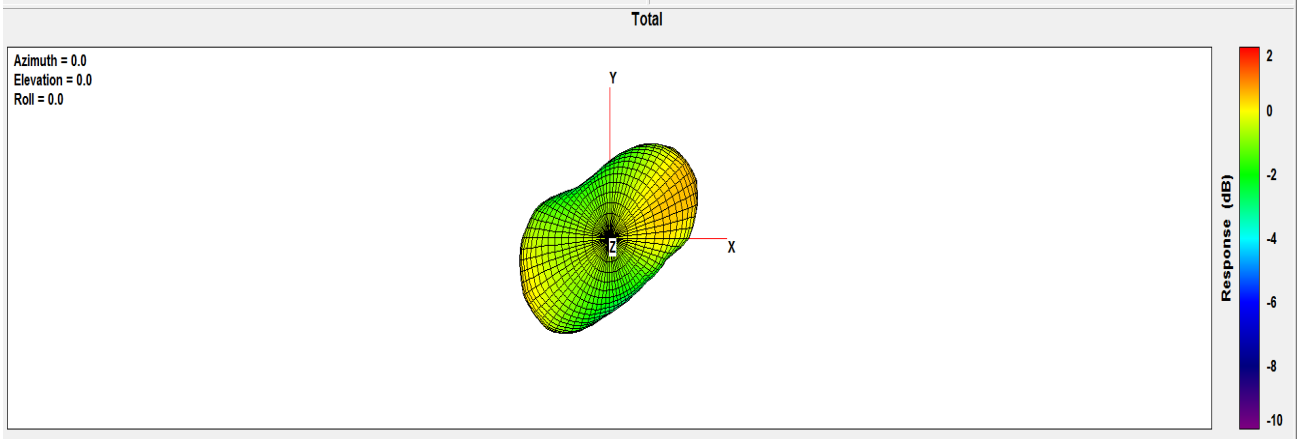 Total
Azimuth = 0.0
Elevation = 0.0
Roll = 0.0
Y
X
Z
2
0
-2
-4
-6
-8
-10
Response (dB)